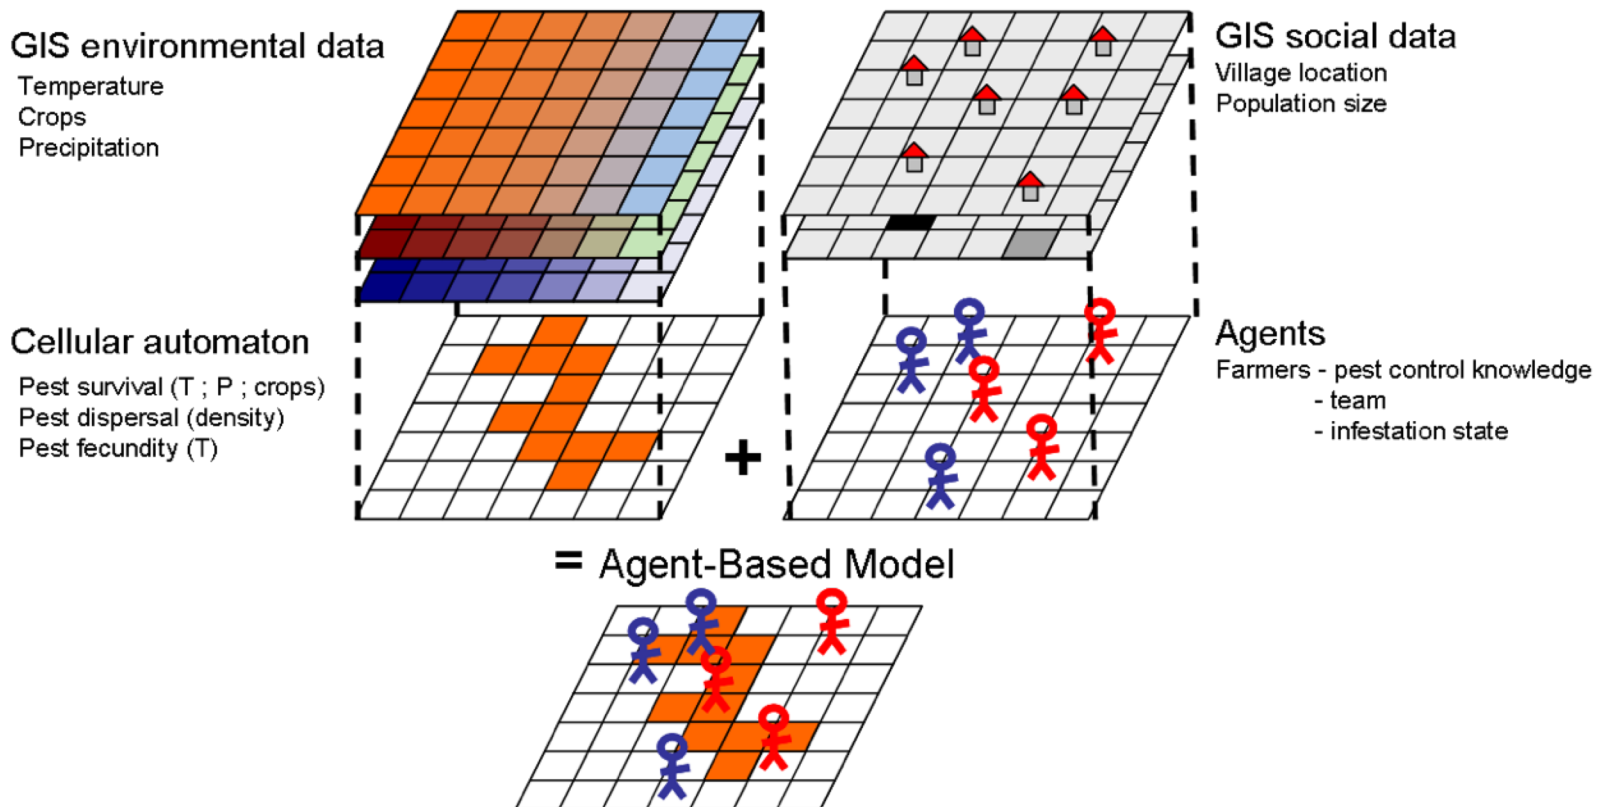 GIS environmental data
Temperature
Crops
Precipitation
GIS social data
Village location
Population size
Cellular automaton
Pest survival (T ; P ; crops)
Pest dispersal (density)
Pest fecundity (T)
+
Agents
Farmers - pest control knowledge
- team
- infestation state
= Agent-Based Model